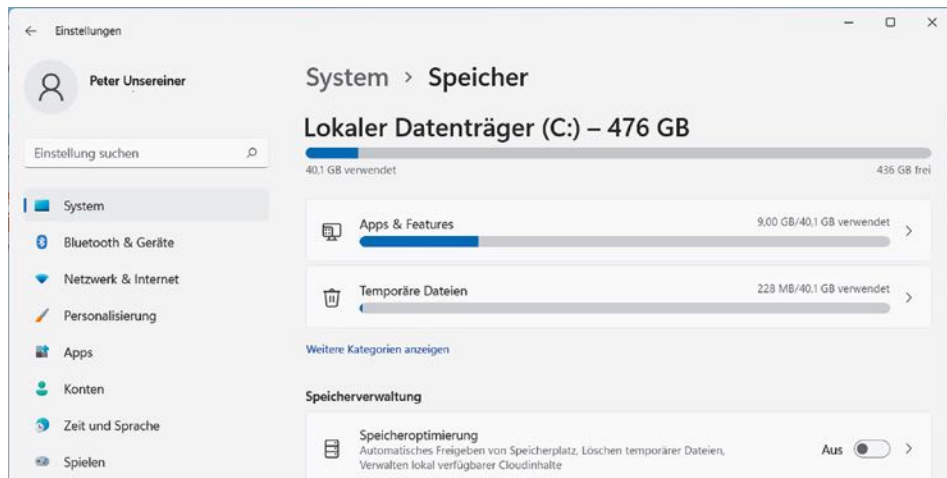 Einstellungen
Peter Unsereiner
Einstellung suchen
System
Bluetooth & Geräte
Netzwerk & Internet
Personalisierung
Apps
Konten
Zeit und Sprache
Spielen
System > Speicher
Lokaler Datenträger (C:) – 476 GB
40,1 GB verwendet 436 GB frei
Apps & Features 9,00 GB/40,1 GB verwendet
Temporäre Dateien 228 MB/40,1 GB verwendet
Weitere Kategorien anzeigen
Speicherverwaltung
Speicheroptimierung
Automatisches Freigeben von Speicherplatz, Löschen temporärer Dateien,
Verwalten lokal verfügbarer Cloudinhalte
Aus